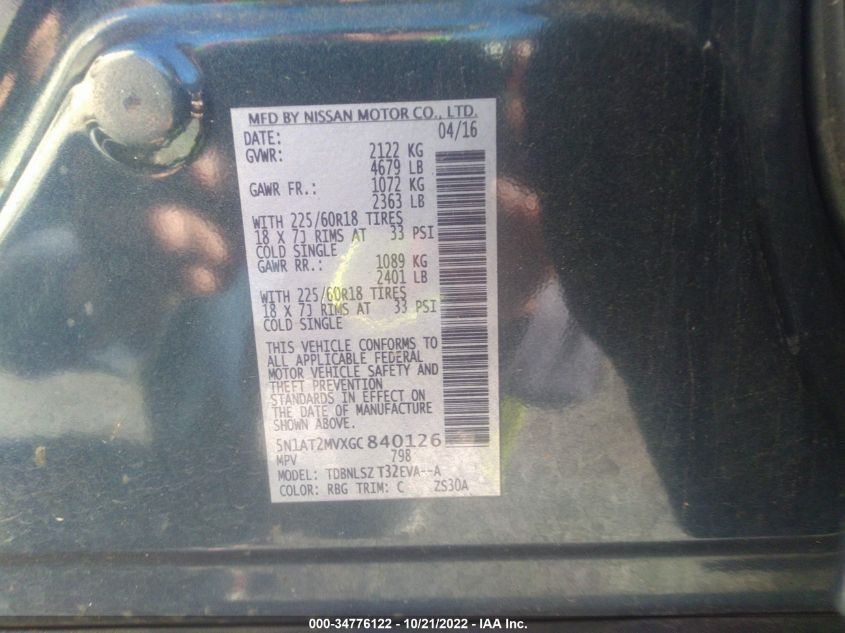 MFD BY NISSAN MOTOR CO., LTD.
DATE: 04/16
GVWR: 2122 KG
4679 LB
GAWR FR.: 1072 KG
2363 LB
WITH 225/60R18 TIRES
18 X 7J RIMS AT 33 PSI
COLD SINGLE
GAWR RR.: 1089 KG
2401 LB
WITH 225/60R18 TIRES
18 X 7J RIMS AT 33 PSI
COLD SINGLE
THIS VEHICLE CONFORMS TO
ALL APPLICABLE FEDERAL
MOTOR VEHICLE SAFETY AND
THEFT PREVENTION
STANDARDS IN EFFECT ON
THE DATE OF MANUFACTURE
SHOWN ABOVE.
5N1AT2MVXGC840126
MPV 798
MODEL: TDBNLSZ T32EVA--A
COLOR: RBG TRIM: C ZS30A
000-34776122 - 10/21/2022 - IAA Inc.